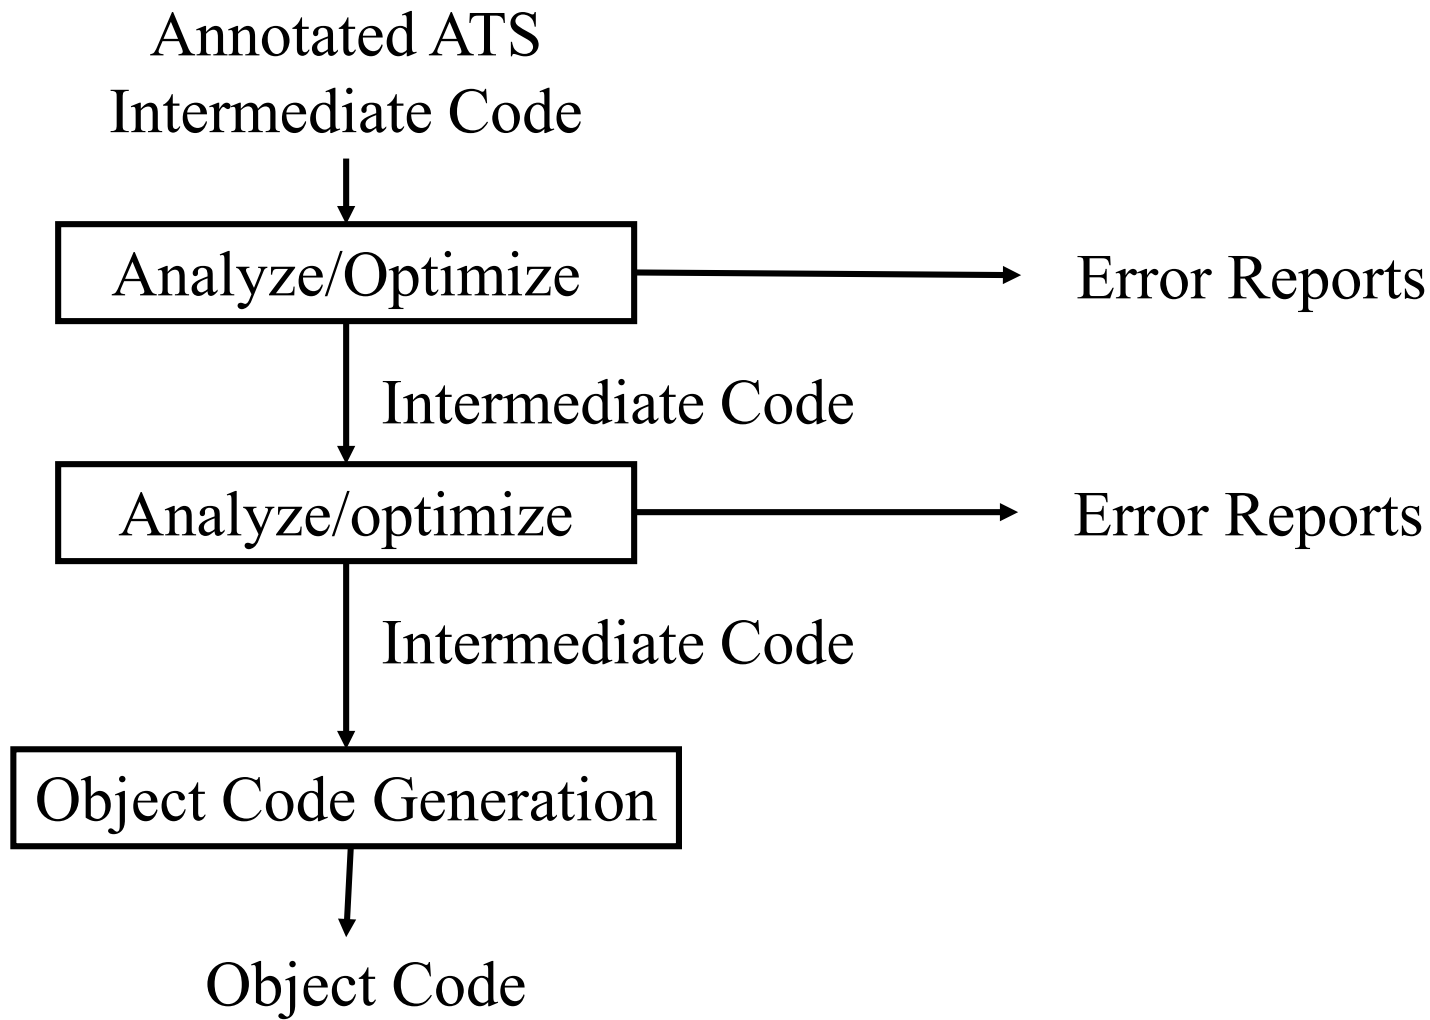 Annotated ATS
Intermediate Code
Analyze/Optimize
Error Reports
Intermediate Code
Analyze/optimize
Error Reports
Intermediate Code
Object Code Generation
Object Code